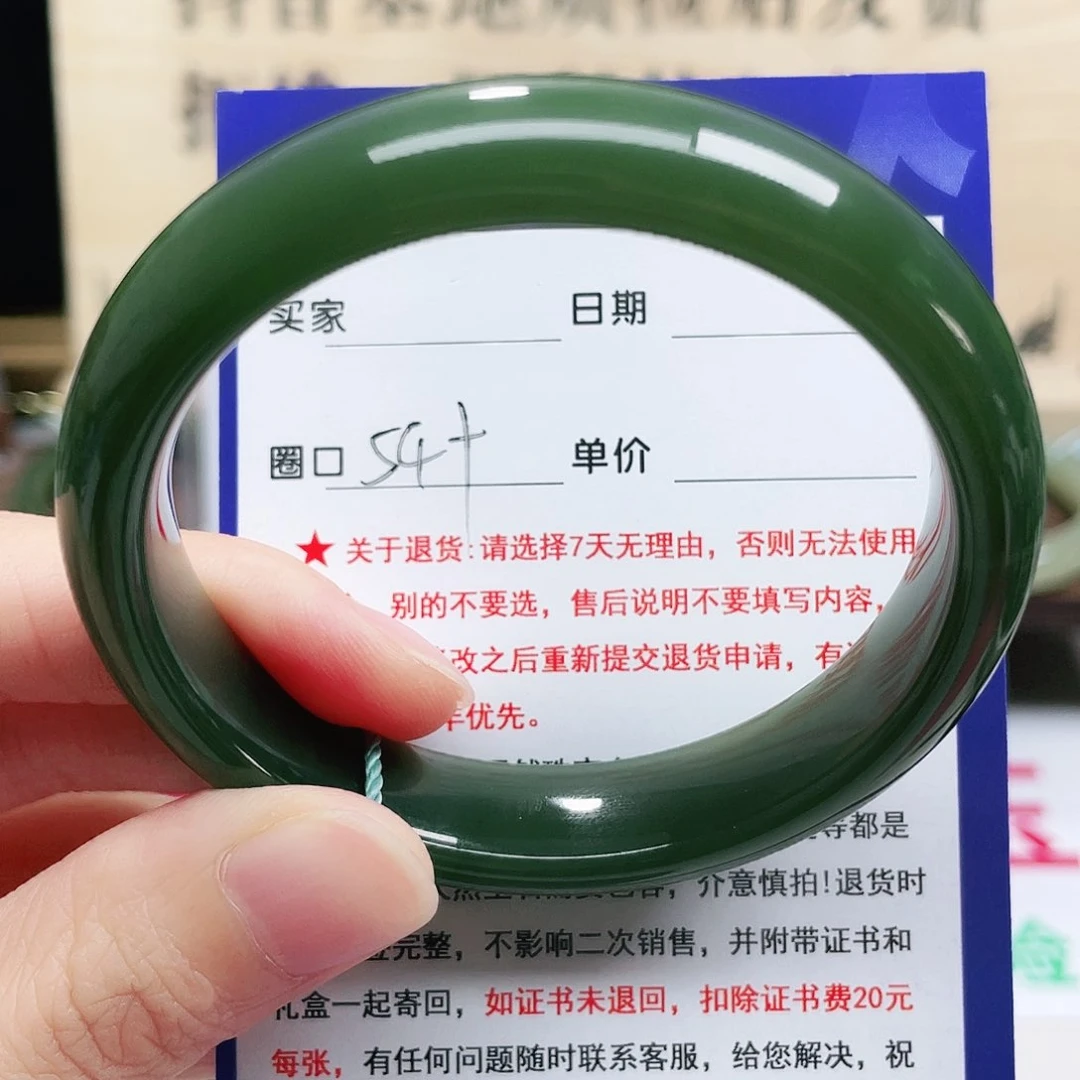 买家 日期
圈口 54+ 单价
★关于退货:请选择7天无理由，否则无法使用
别的不要选，售后说明不要填写内容，
改之后重新提交退货申请，有
优先。
等都是
介意慎拍!退货时
完整，不影响二次销售，并附带证书和
礼盒一起寄回，如证书未退回，扣除证书费20元
每张，有任何问题随时联系客服，给您解决，祝